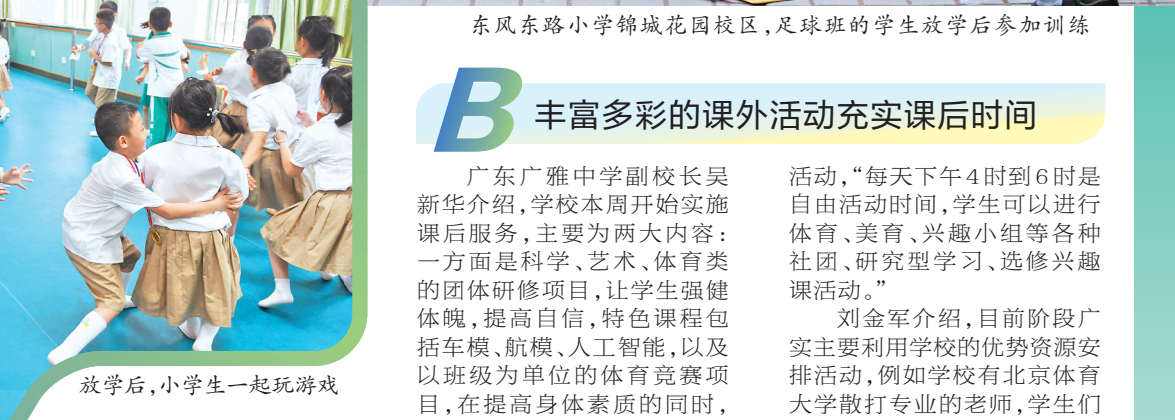 东风东路小学锦城花园校区,足球班的学生放学后参加训练
B 丰富多彩的课外活动充实课后时间
广东广雅中学副校长吴
新华介绍,学校本周开始实施
课后服务,主要为两大内容:
一方面是科学、艺术、体育类
的团体研修项目,让学生强健
体魄,提高自信,特色课程包
括车模、航模、人工智能,以及
以班级为单位的体育竞赛项
目,在提高身体素质的同时,
活动,“每天下午4时到6时是
自由活动时间,学生可以进行
体育、美育、兴趣小组等各种
社团、研究型学习、选修兴趣
课活动。”
刘金军介绍,目前阶段广
实主要利用学校的优势资源安
排活动,例如学校有北京体育
大学散打专业的老师,学生们
放学后,小学生一起玩游戏